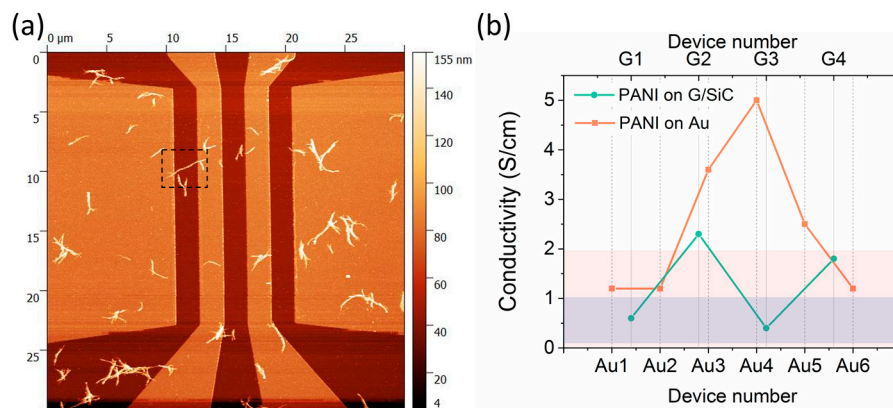 (a)
0 µm 5 10 15 20 25
0
5
10
15
20
25
155 nm
140
120
100
80
60
40
20
4
(b)
Device number
G1 G2 G3 G4
PANI on G/SiC
PANI on Au
Conductivity (S/cm)
5
4
3
2
1
0
Au1 Au2 Au3 Au4 Au5 Au6
Device number